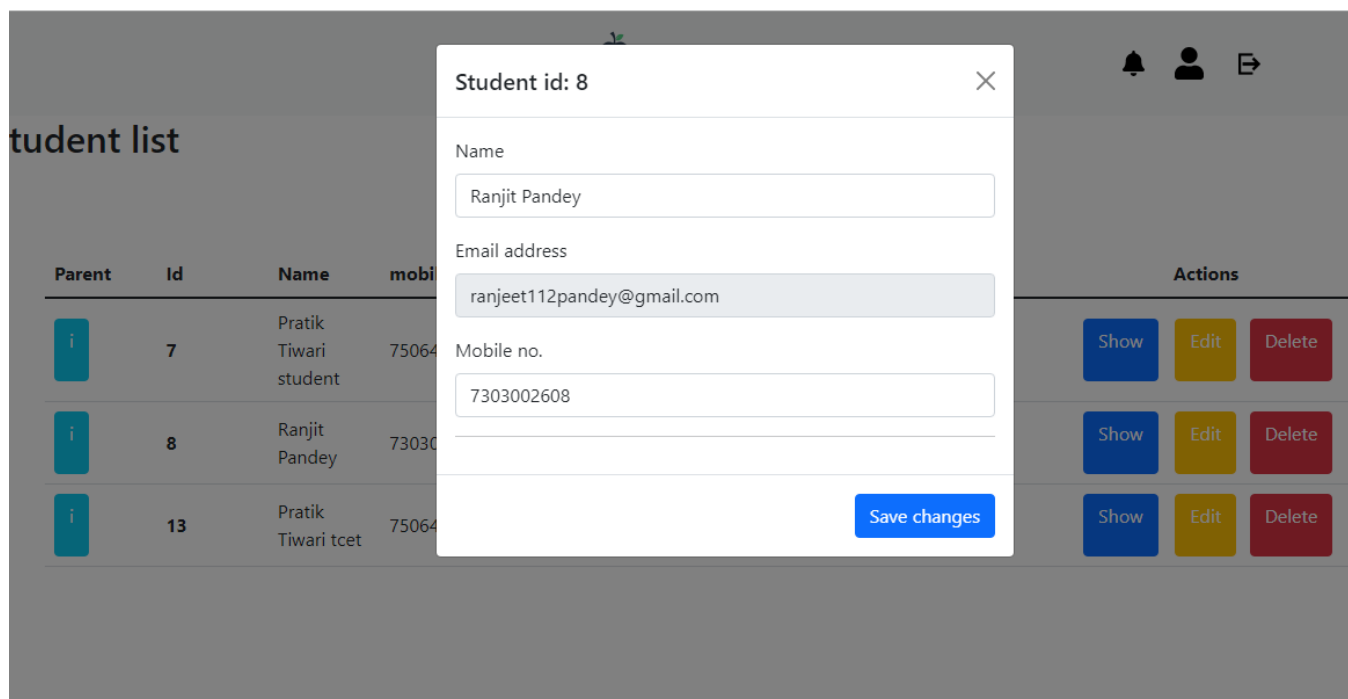 Student id: 8
tudent list
Name
Ranjit Pandey
Email address
ranjeet112pandey@gmail.com
Mobile no.
7303002608
Save changes
Parent Id Name mobil Actions
i 7 Pratik Tiwari student 75064 Show Edit Delete
i 8 Ranjit Pandey 73030 Show Edit Delete
i 13 Pratik Tiwari tcet 75064 Show Edit Delete